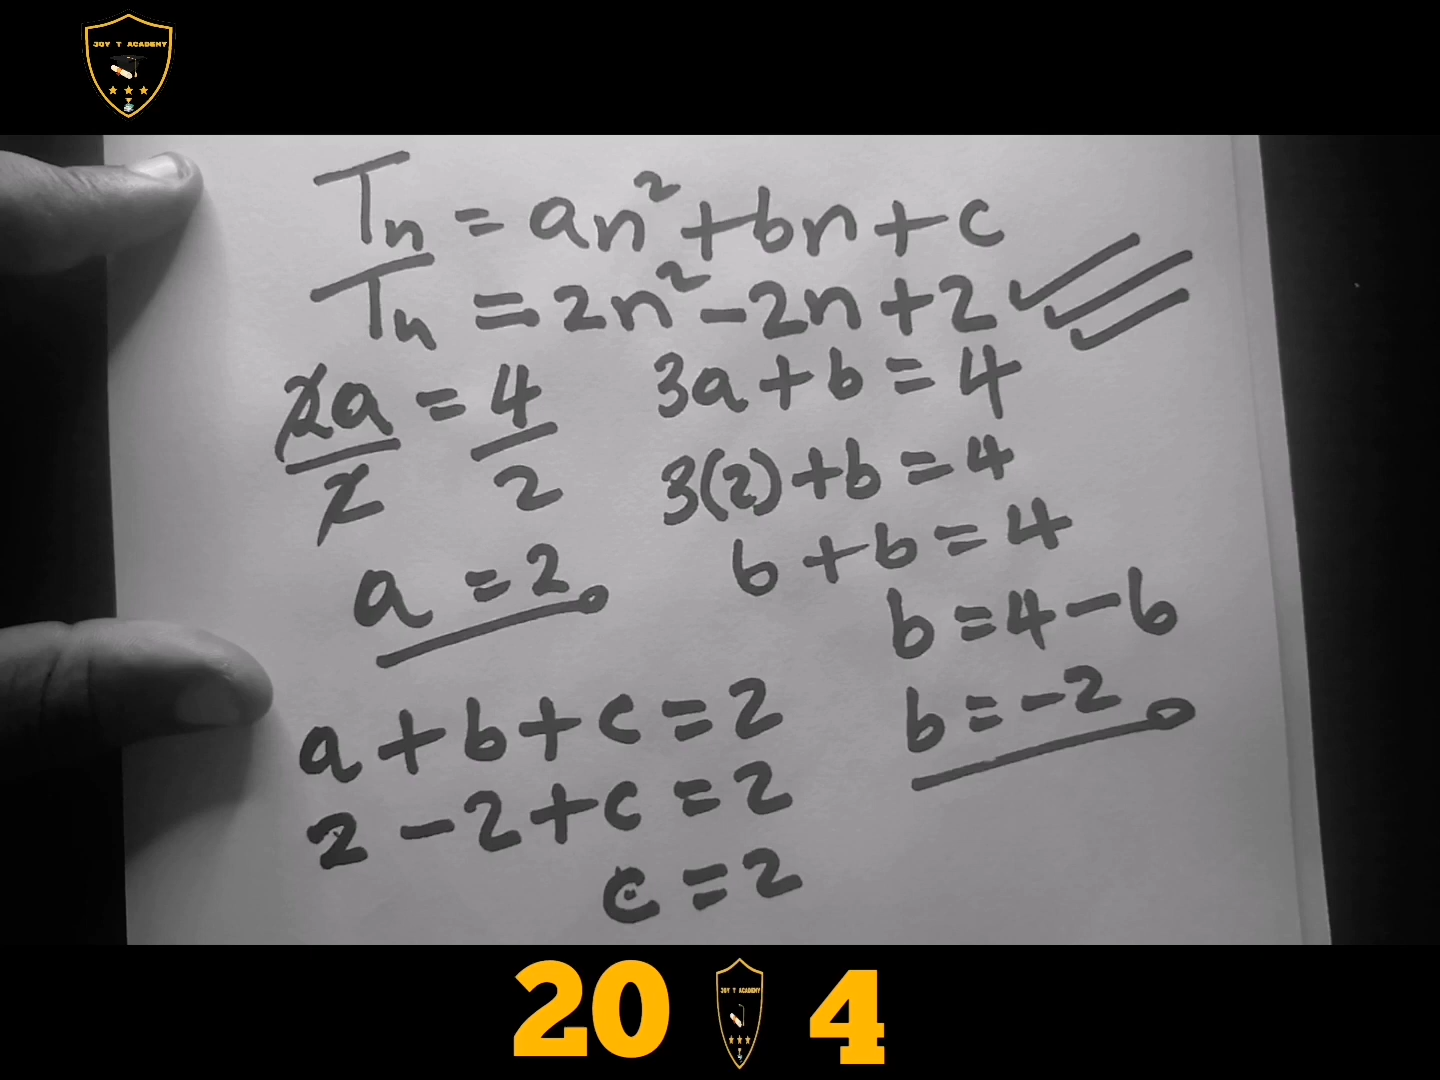 JOY T ACADEMY
Tn = an² + bn + c
Tn = 2n² - 2n + 2
2a/2 = 4/2
a = 2
3a + b = 4
3(2) + b = 4
6 + b = 4
b = 4 - 6
b = -2
a + b + c = 2
2 - 2 + c = 2
c = 2
20 4
JOY T ACADEMY